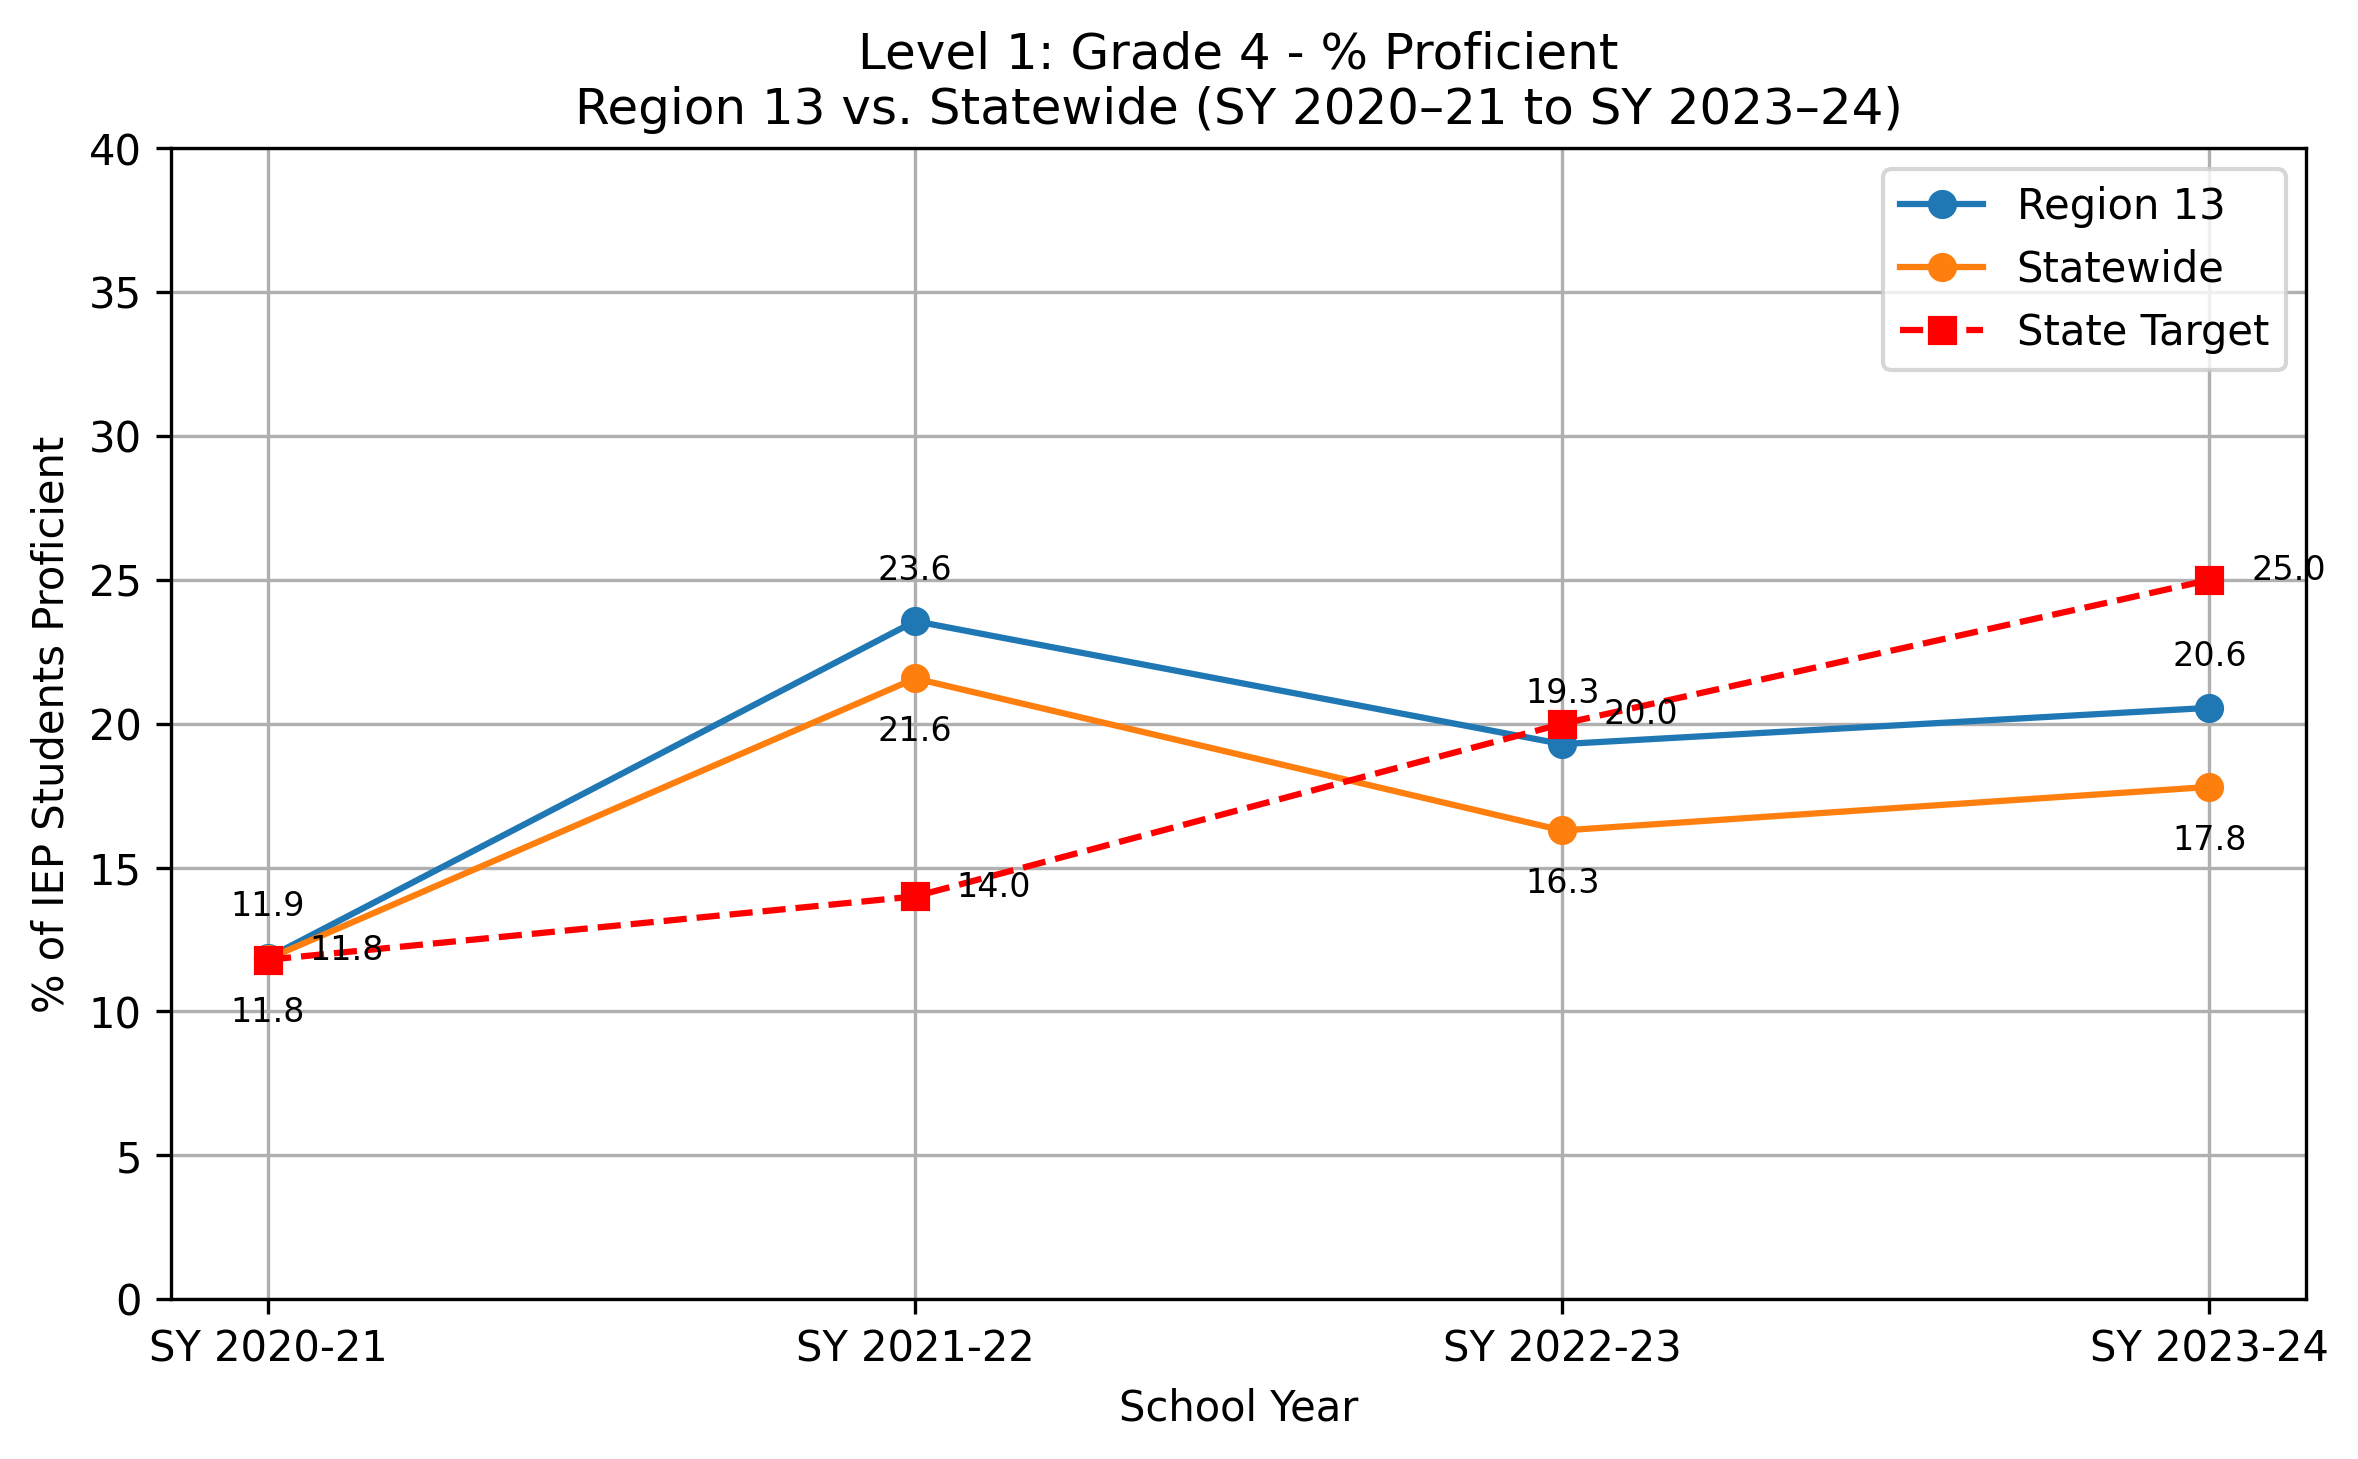 Level 1: Grade 4 - % Proficient
Region 13 vs. Statewide (SY 2020–21 to SY 2023–24)
% of IEP Students Proficient
40
35
30
25
20
15
10
5
0
Region 13
Statewide
State Target
11.9
11.8
11.8
23.6
21.6
14.0
19.3
20.0
16.3
25.0
20.6
17.8
SY 2020-21
SY 2021-22
SY 2022-23
SY 2023-24
School Year